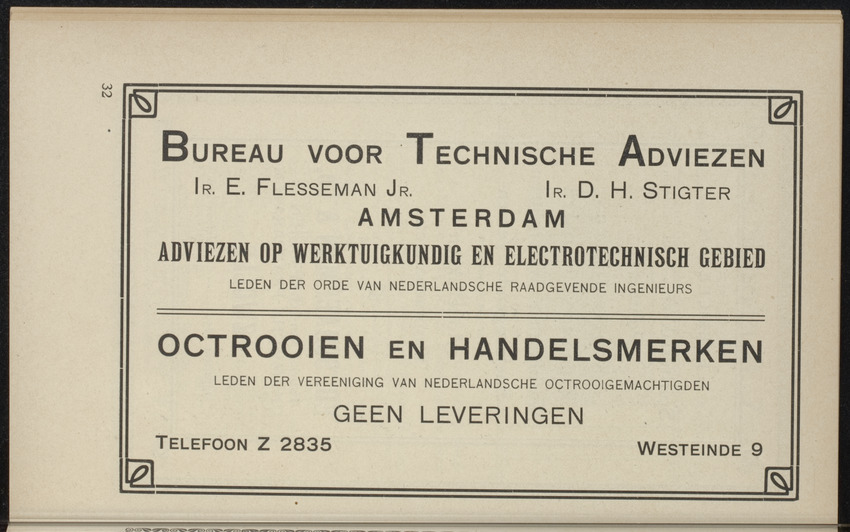 32
BUREAU VOOR TECHNISCHE ADVIEZEN
IR. E. FLESSEMAN JR. IR. D. H. STIGTER
AMSTERDAM
ADVIEZEN OP WERKTUIGKUNDIG EN ELECTROTECHNISCH GEBIED
LEDEN DER ORDE VAN NEDERLANDSCHE RAADGEVENDE INGENIEURS
OCTROOIEN EN HANDELSMERKEN
LEDEN DER VEREENIGING VAN NEDERLANDSCHE OCTROOIGEMACHTIGDEN
GEEN LEVERINGEN
TELEFOON Z 2835 WESTEINDE 9